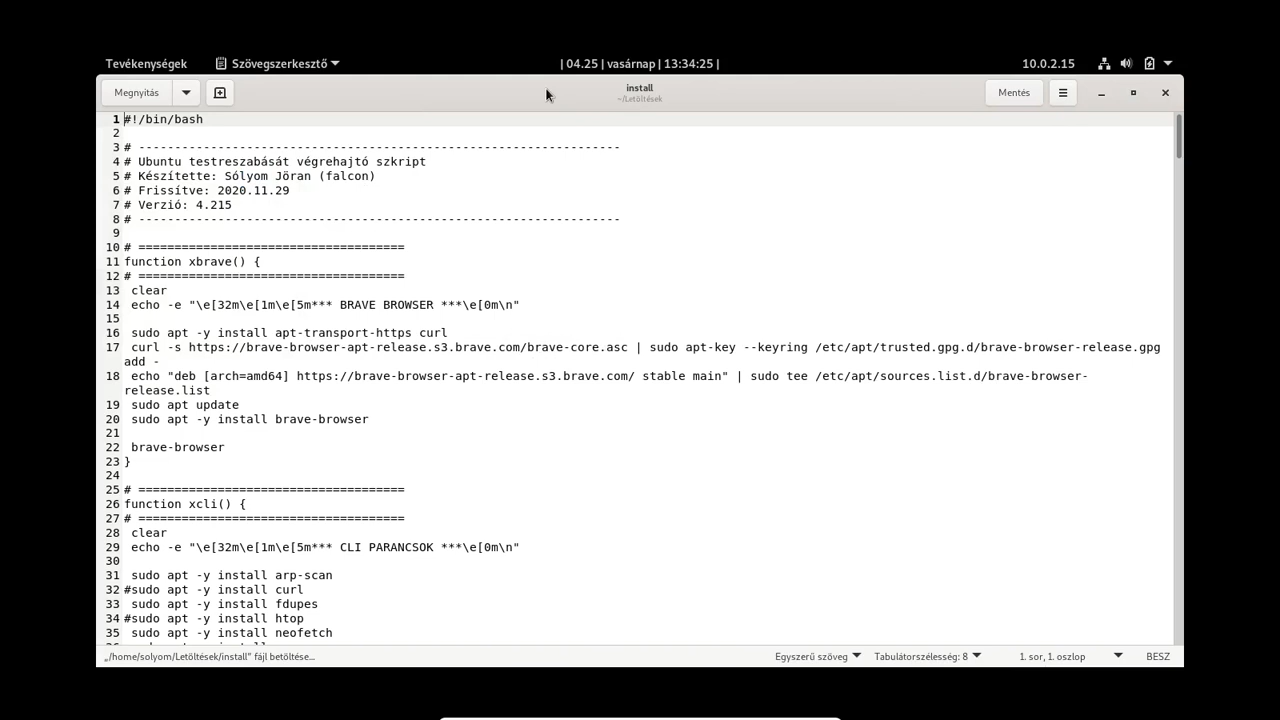 Tevékenységek Szövegszerkesztő | 04.25 | vasárnap | 13:34:25 | 10.0.2.15
Megnyitás install Mentés
~/Letöltések
1 #!/bin/bash
2
3 # -------------------------------------------------------------------
4 # Ubuntu testreszabását végrehajtó szkript
5 # Készítette: Sólyom Jöran (falcon)
6 # Frissítve: 2020.11.29
7 # Verzió: 4.215
8 # -------------------------------------------------------------------
9
10 # =====================================
11 function xbrave() {
12 # =====================================
13  clear
14  echo -e "\e[32m\e[1m\e[5m*** BRAVE BROWSER ***\e[0m\n"
15
16  sudo apt -y install apt-transport-https curl
17  curl -s https://brave-browser-apt-release.s3.brave.com/brave-core.asc | sudo apt-key --keyring /etc/apt/trusted.gpg.d/brave-browser-release.gpg
add -
18  echo "deb [arch=amd64] https://brave-browser-apt-release.s3.brave.com/ stable main" | sudo tee /etc/apt/sources.list.d/brave-browser-
release.list
19  sudo apt update
20  sudo apt -y install brave-browser
21
22  brave-browser
23 }
24
25 # =====================================
26 function xcli() {
27 # =====================================
28  clear
29  echo -e "\e[32m\e[1m\e[5m*** CLI PARANCSOK ***\e[0m\n"
30
31  sudo apt -y install arp-scan
32 #sudo apt -y install curl
33  sudo apt -y install fdupes
34 #sudo apt -y install htop
35  sudo apt -y install neofetch
„/home/solyom/Letöltések/install" fájl betöltése… Egyszerű szöveg Tabulátorszélesség: 8 1. sor, 1. oszlop BESZ